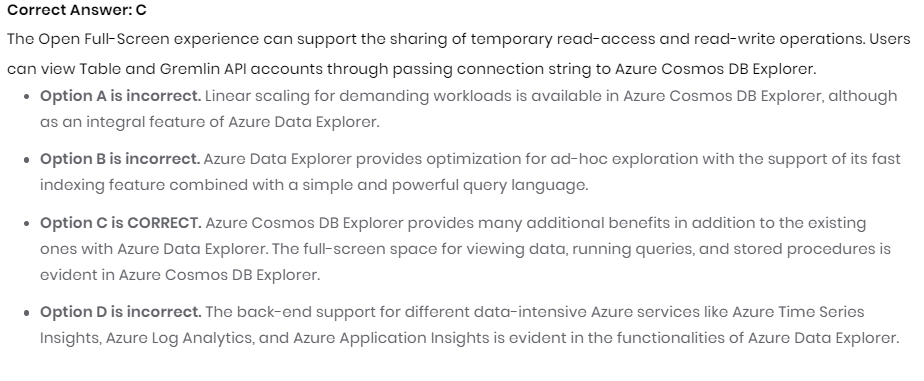 Correct Answer: C
The Open Full-Screen experience can support the sharing of temporary read-access and read-write operations. Users
can view Table and Gremlin API accounts through passing connection string to Azure Cosmos DB Explorer.
• Option A is incorrect. Linear scaling for demanding workloads is available in Azure Cosmos DB Explorer, although
as an integral feature of Azure Data Explorer.
• Option B is incorrect. Azure Data Explorer provides optimization for ad-hoc exploration with the support of its fast
indexing feature combined with a simple and powerful query language.
• Option C is CORRECT. Azure Cosmos DB Explorer provides many additional benefits in addition to the existing
ones with Azure Data Explorer. The full-screen space for viewing data, running queries, and stored procedures is
evident in Azure Cosmos DB Explorer.
• Option D is incorrect. The back-end support for different data-intensive Azure services like Azure Time Series
Insights, Azure Log Analytics, and Azure Application Insights is evident in the functionalities of Azure Data Explorer.